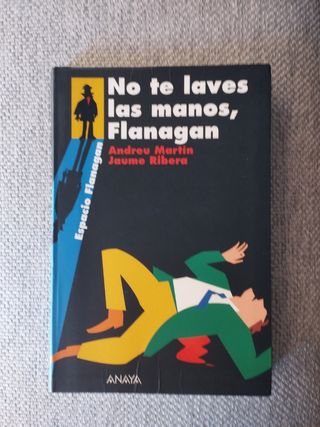 No te laves
las manos,
Flanagan
Andreu Martín
Jaume Ribera
Espacio Flanagan
ANAYA